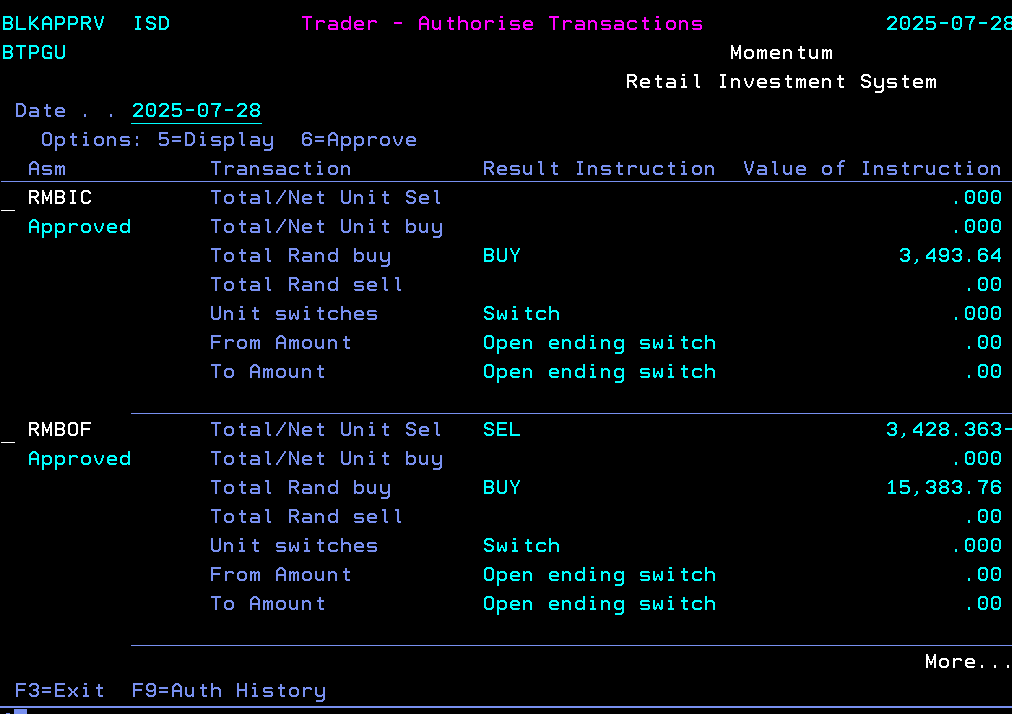 BLKAPPRV ISD Trader - Authorise Transactions 2025-07-28
BTPGU Momentum
Retail Investment System
Date . . 2025-07-28
Options: 5=Display 6=Approve
Asm Transaction Result Instruction Value of Instruction
_ RMBIC Total/Net Unit Sel .000
Approved Total/Net Unit buy .000
Total Rand buy BUY 3,493.64
Total Rand sell .00
Unit switches Switch .000
From Amount Open ending switch .00
To Amount Open ending switch .00
_ RMBOF Total/Net Unit Sel SEL 3,428.363-
Approved Total/Net Unit buy .000
Total Rand buy BUY 15,383.76
Total Rand sell .00
Unit switches Switch .000
From Amount Open ending switch .00
To Amount Open ending switch .00
More...
F3=Exit F9=Auth History